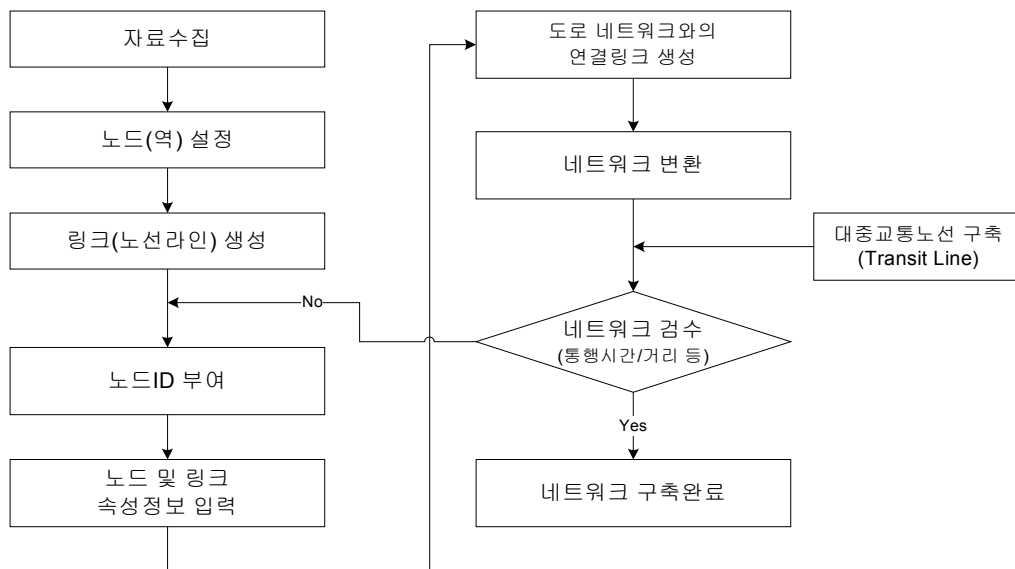 자료수집
노드(역) 설정
링크(노선라인) 생성
노드ID 부여
노드 및 링크
속성정보 입력
도로 네트워크와의
연결링크 생성
네트워크 변환
대중교통노선 구축
(Transit Line)
네트워크 검수
(통행시간/거리 등)
No
Yes
네트워크 구축완료